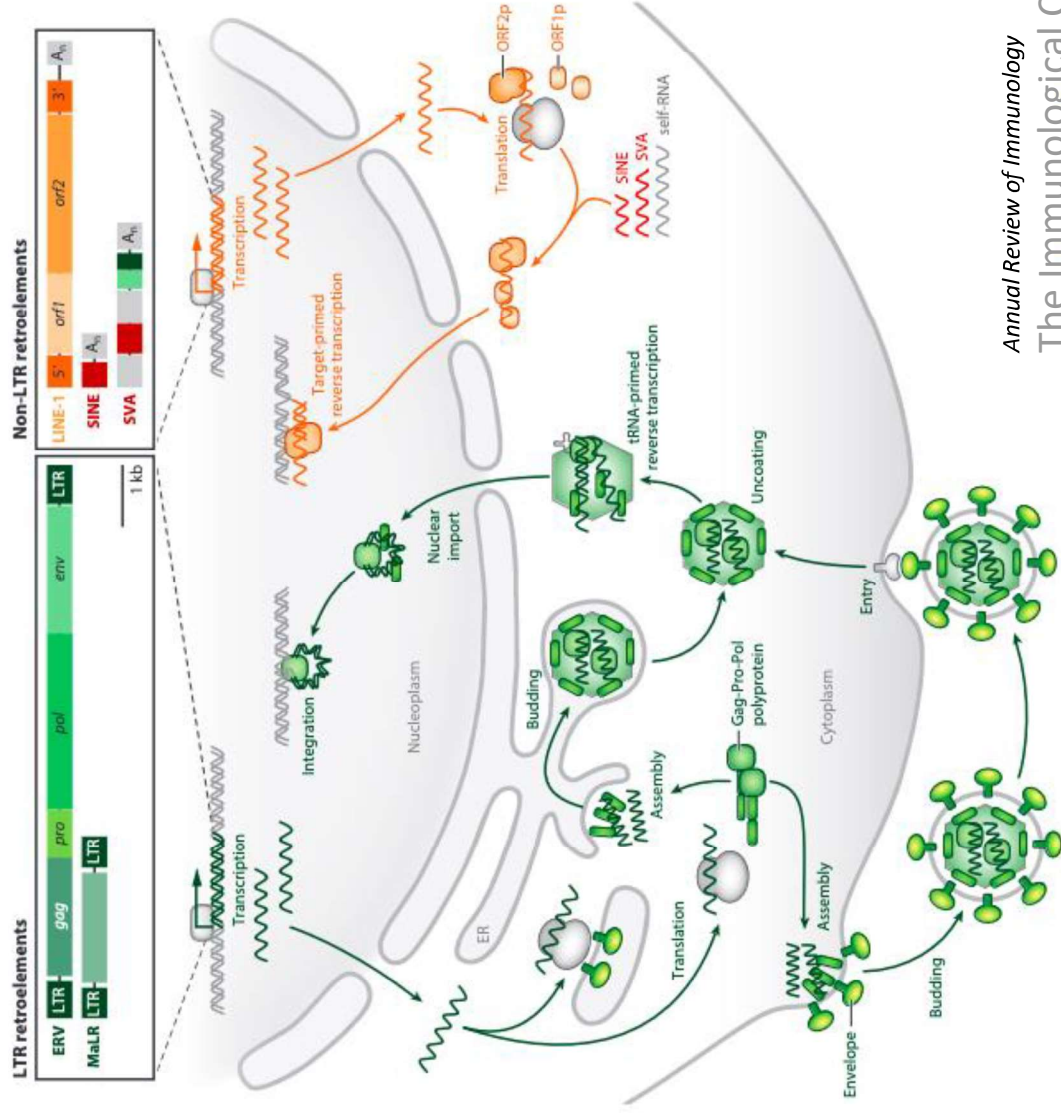 LTR retroelements
ERV
LTR
gag
pro
pol
env
LTR
MaLR
LTR
LTR
1 kb
Non-LTR retroelements
LINE-1
5'
orf1
orf2
3'
An
SINE
An
SVA
An
Transcription
Transcription
Integration
Target-primed
reverse transcription
Nucleoplasm
Nuclear
import
ER
Budding
Translation
ORF2p
ORF1p
SINE
SVA
self-RNA
tRNA-primed
reverse transcription
Uncoating
Assembly
Translation
Gag-Pro-Pol
polyprotein
Cytoplasm
Entry
Assembly
Envelope
Budding
Annual Review of Immunology
The Immunological